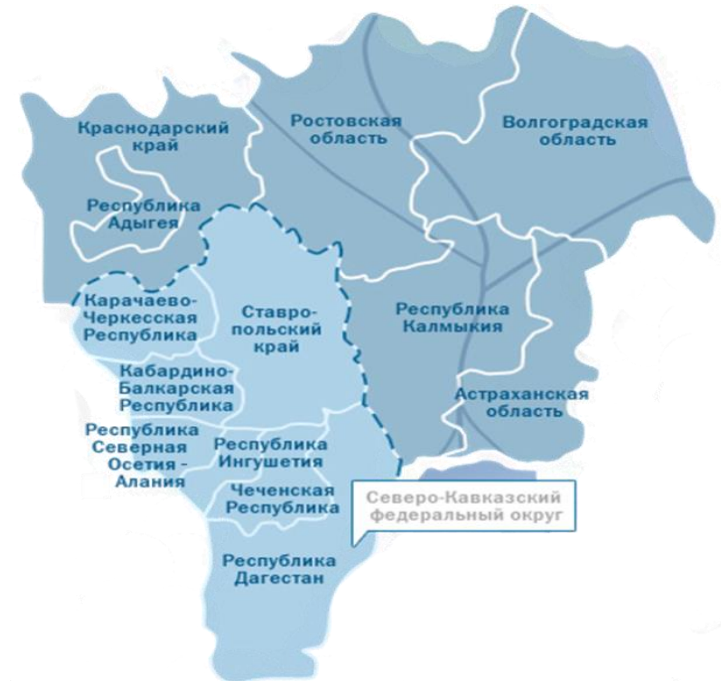 Краснодарский
край
Ростовская
область
Волгоградская
область
Республика
Адыгея
Карачаево-
Черкесская
Республика
Ставро-
польский
край
Республика
Калмыкия
Кабардино-
Балкарская
Республика
Астраханская
область
Республика
Северная
Осетия -
Алания
Республика
Ингушетия
Чеченская
Республика
Северо-Кавказский
федеральный округ
Республика
Дагестан